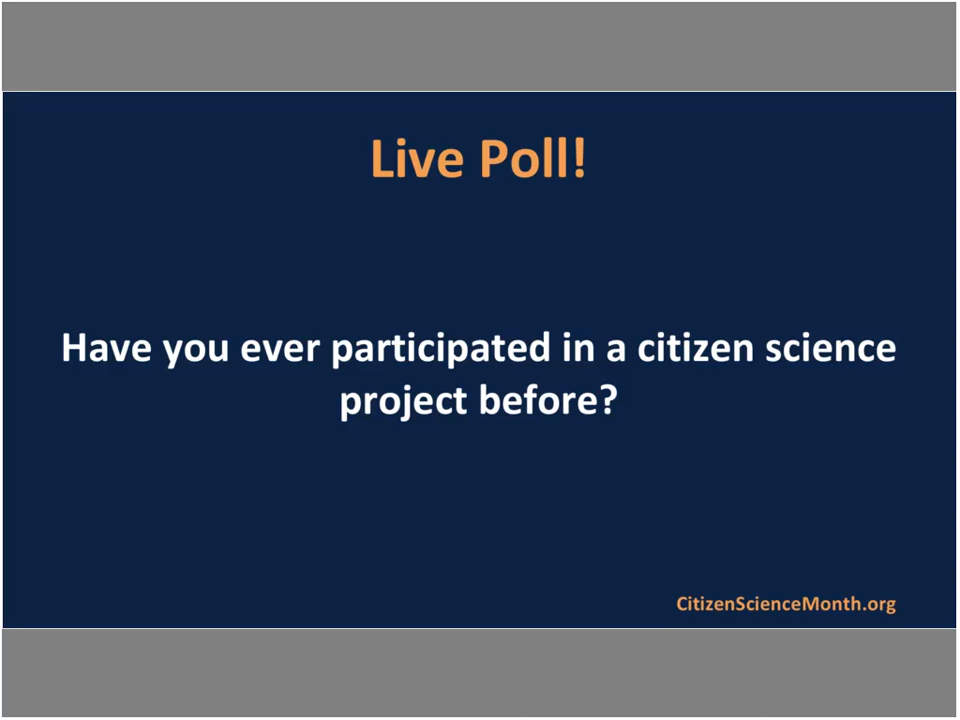 Live Poll!
Have you ever participated in a citizen science
project before?
CitizenScienceMonth.org